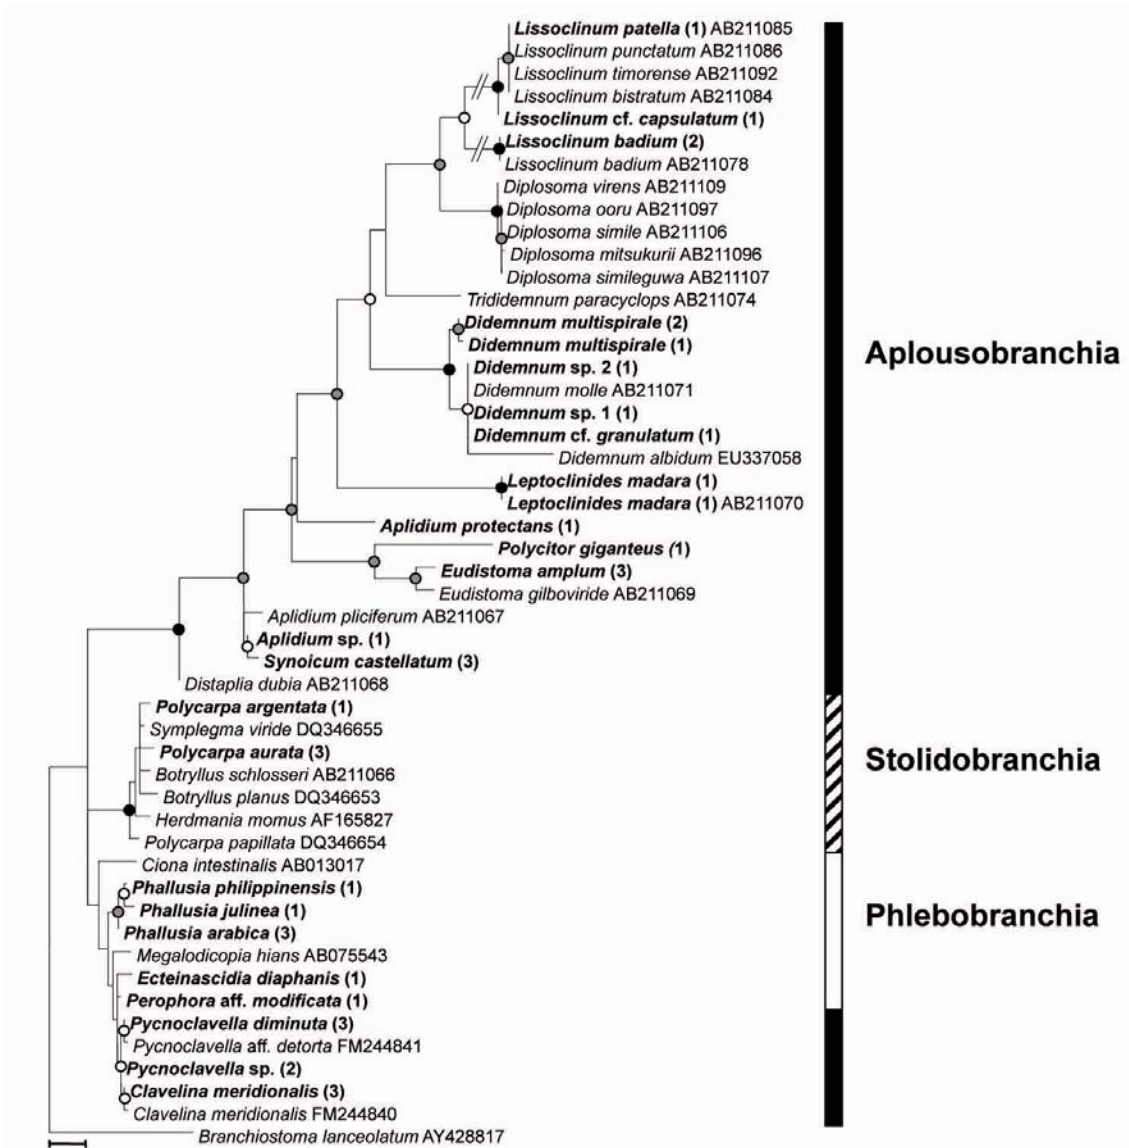 Lissoclinum patella (1) AB211085
Lissoclinum punctatum AB211086
Lissoclinum timorense AB211092
Lissoclinum bistratum AB211084
Lissoclinum cf. capsulatum (1)
Lissoclinum badium (2)
Lissoclinum badium AB211078
Diplosoma virens AB211109
Diplosoma ooru AB211097
Diplosoma simile AB211106
Diplosoma mitsukurii AB211096
Diplosoma simileguwa AB211107
Trididemnum paracyclops AB211074
Didemnum multispirale (2)
Didemnum multispirale (1)
Didemnum sp. 2 (1)
Didemnum molle AB211071
Didemnum sp. 1 (1)
Didemnum cf. granulatum (1)
Didemnum albidum EU337058
Leptoclinides madara (1)
Leptoclinides madara (1) AB211070
Aplidium protectans (1)
Polycitor giganteus (1)
Eudistoma amplum (3)
Eudistoma gilboviride AB211069
Aplidium pliciferum AB211067
Aplidium sp. (1)
Synoicum castellatum (3)
Distaplia dubia AB211068
Polycarpa argentata (1)
Symplegma viride DQ346655
Polycarpa aurata (3)
Botryllus schlosseri AB211066
Botryllus planus DQ346653
Herdmania momus AF165827
Polycarpa papillata DQ346654
Ciona intestinalis AB013017
Phallusia philippinensis (1)
Phallusia julinea (1)
Phallusia arabica (3)
Megalodicopia hians AB075543
Ecteinascidia diaphanis (1)
Perophora aff. modificata (1)
Pycnoclavella diminuta (3)
Pycnoclavella aff. detorta FM244841
Pycnoclavella sp. (2)
Clavelina meridionalis (3)
Clavelina meridionalis FM244840
Branchiostoma lanceolatum AY428817
Aplousobranchia
Stolidobranchia
Phlebobranchia